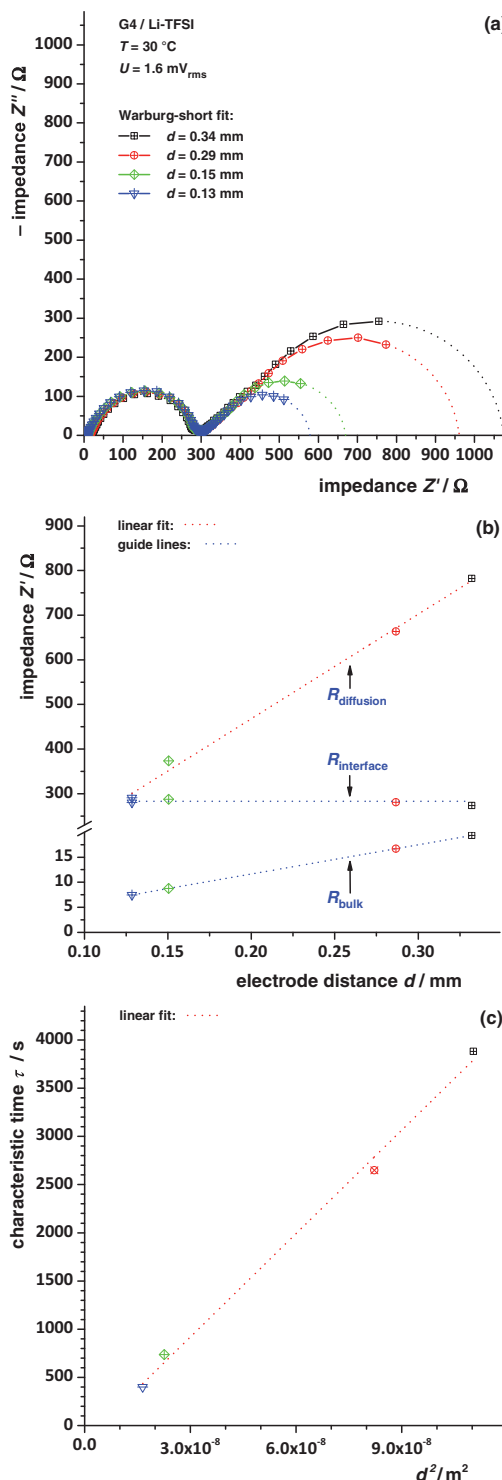 (a)
G4 / Li-TFSI
T = 30 °C
U = 1.6 mVrms
Warburg-short fit:
d = 0.34 mm
d = 0.29 mm
d = 0.15 mm
d = 0.13 mm
– impedance Z''/ Ω
1000
900
800
700
600
500
400
300
200
100
0
0 100 200 300 400 500 600 700 800 900 1000
impedance Z' / Ω
(b)
linear fit:
guide lines:
impedance Z'/ Ω
900
800
700
600
500
400
300
15
10
5
0
Rdiffusion
Rinterface
Rbulk
0.10 0.15 0.20 0.25 0.30
electrode distance d / mm
(c)
linear fit:
characteristic time τ / s
4000
3500
3000
2500
2000
1500
1000
500
0
0.0 3.0x10-8 6.0x10-8 9.0x10-8
d2/m2